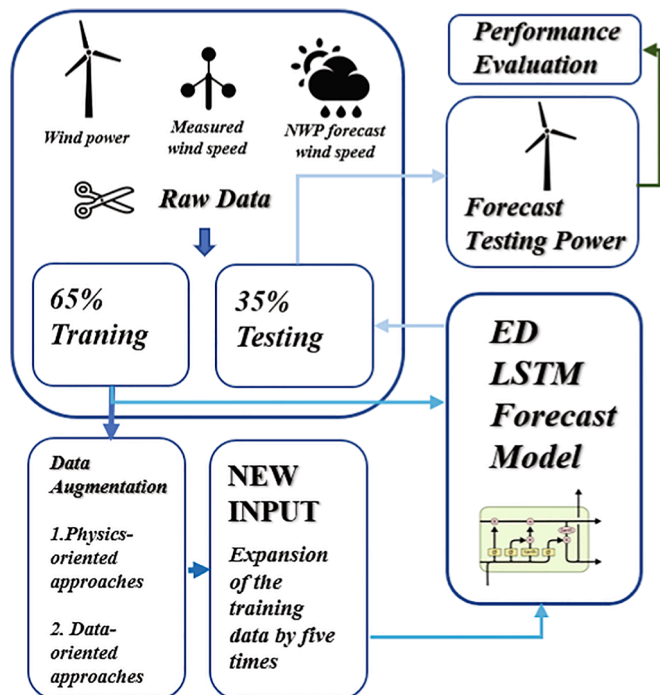 Wind power
Measured
wind speed
NWP forecast
wind speed
Raw Data
65%
Traning
35%
Testing
Performance
Evaluation
Forecast
Testing Power
ED
LSTM
Forecast
Model
Data
Augmentation
1.Physics-
oriented
approaches
2. Data-
oriented
approaches
NEW
INPUT
Expansion
of the
training
data by five
times